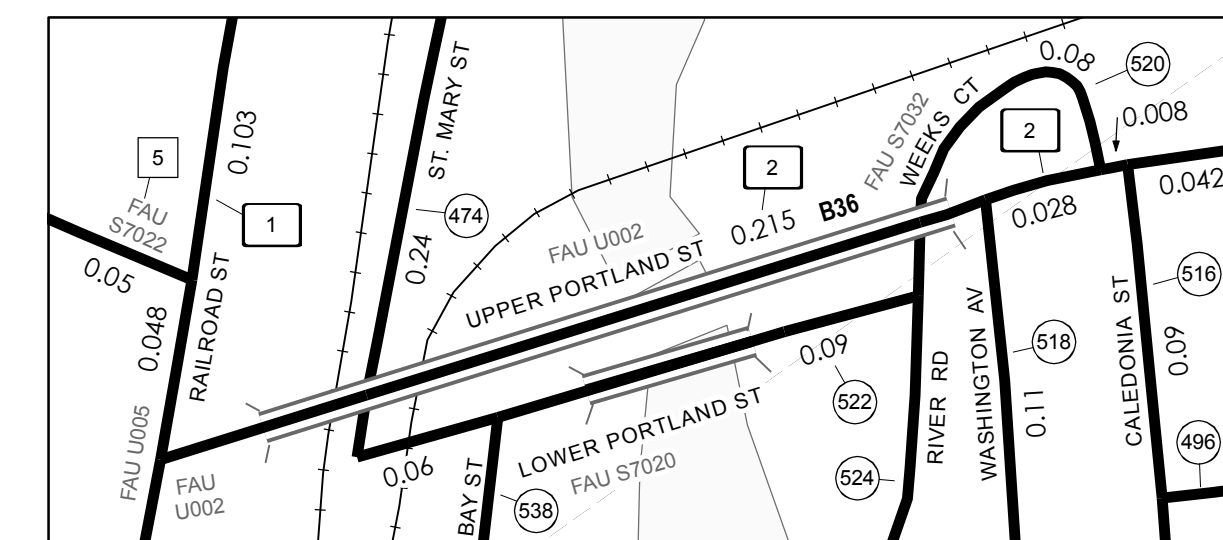 0.08
520
ST. MARY ST
0.103
FAU S7032
WEEKS CT
2
0.008
5
2
0.042
FAU
S7022
1
474
B36
0.215
0.028
FAU U002
UPPER PORTLAND ST
0.24
0.05
RAILROAD ST
0.048
516
CALEDONIA ST
WASHINGTON AV
518
0.09
0.09
RIVER RD
522
0.11
LOWER PORTLAND ST
FAU S7020
FAU U005
0.06
FAU
U002
BAY ST
538
524
496